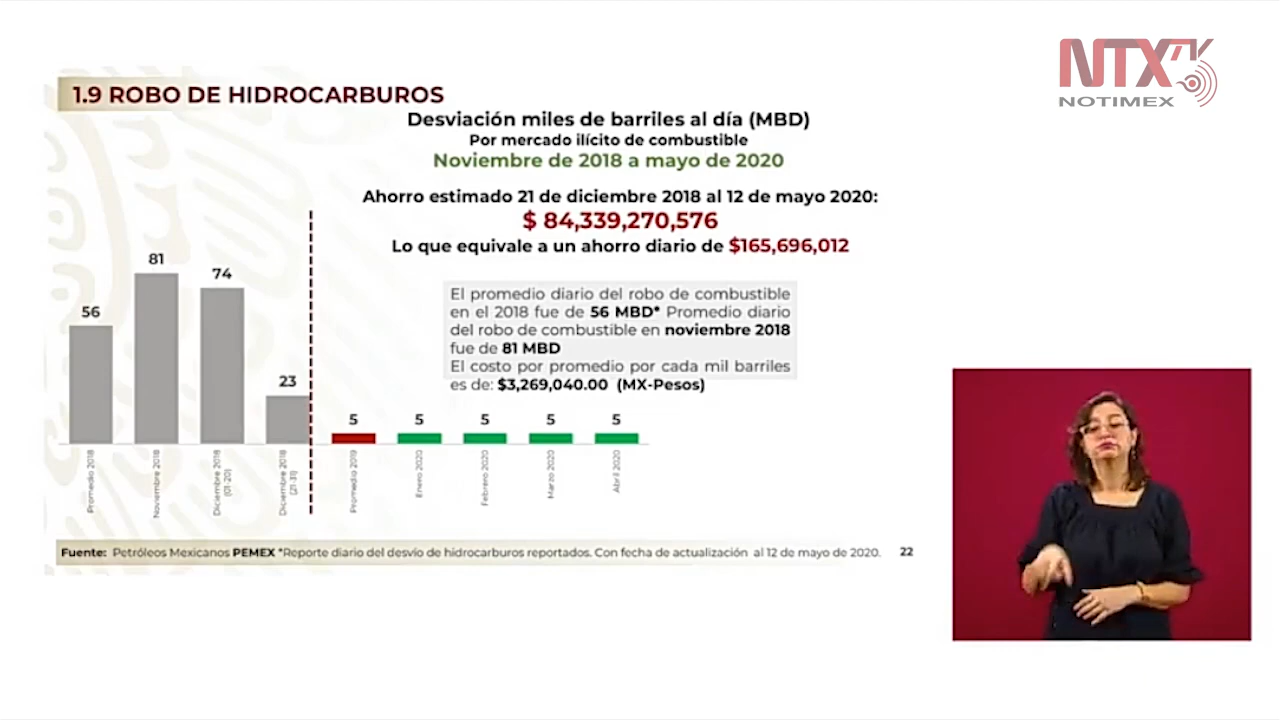 NTX
NOTIMEX
1.9 ROBO DE HIDROCARBUROS
Desviación miles de barriles al día (MBD)
Por mercado ilícito de combustible
Noviembre de 2018 a mayo de 2020
Ahorro estimado 21 de diciembre 2018 al 12 de mayo 2020:
$ 84,339,270,576
Lo que equivale a un ahorro diario de $165,696,012
El promedio diario del robo de combustible
en el 2018 fue de 56 MBD* Promedio diario
del robo de combustible en noviembre 2018
fue de 81 MBD
El costo por promedio por cada mil barriles
es de: $3,269,040.00 (MX-Pesos)
56
81
74
23
5
5
5
5
5
Promedio 2018
Noviembre 2018
Diciembre 2018
(01-20)
Diciembre 2018
(21-31)
Promedio 2019
Enero 2020
Febrero 2020
Marzo 2020
Abril 2020
Fuente: Petróleos Mexicanos PEMEX *Reporte diario del desvío de hidrocarburos reportados. Con fecha de actualización al 12 de mayo de 2020.
22